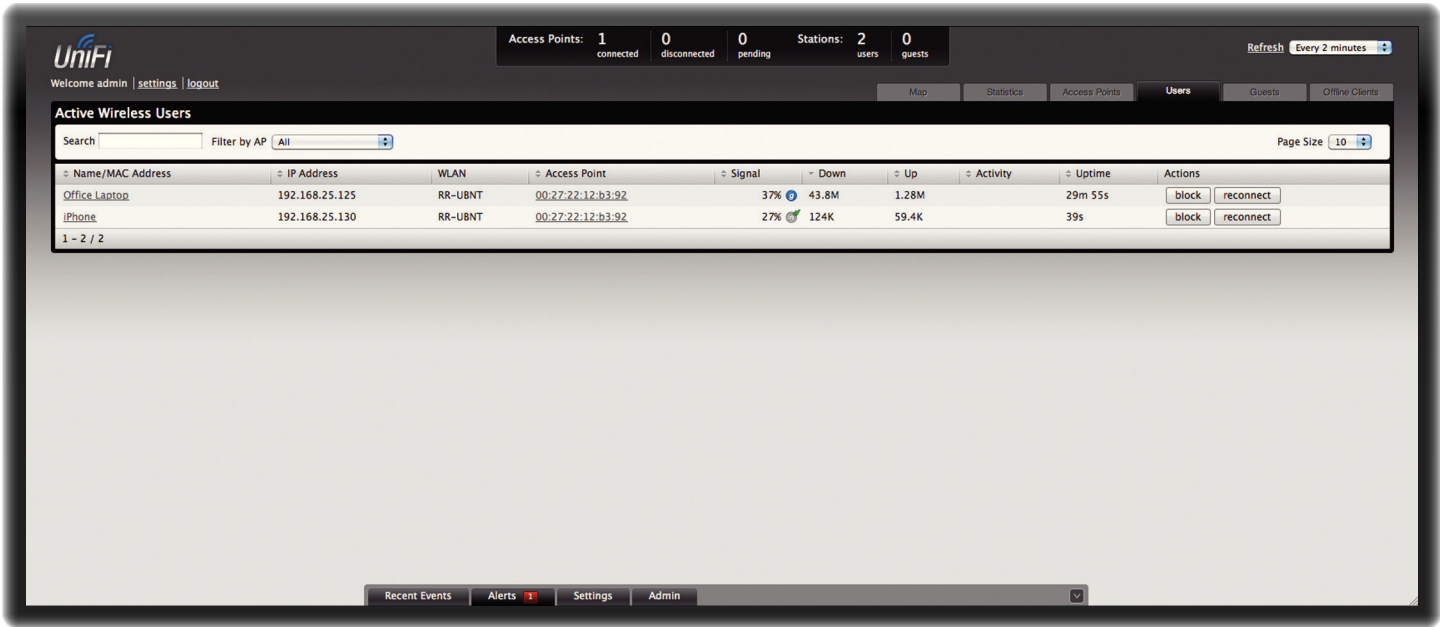 UniFi
Access Points: 1 connected 0 disconnected 0 pending Stations: 2 users 0 guests
Refresh Every 2 minutes
Welcome admin | settings | logout
Map Statistics Access Points Users Guests Offline Clients
Active Wireless Users
Search Filter by AP All Page Size 10
Name/MAC Address IP Address WLAN Access Point Signal Down Up Activity Uptime Actions
Office Laptop 192.168.25.125 RR-UBNT 00:27:22:12:b3:92 37% g 43.8M 1.28M 29m 55s block reconnect
iPhone 192.168.25.130 RR-UBNT 00:27:22:12:b3:92 27% 124K 59.4K 39s block reconnect
1 - 2 / 2
Recent Events Alerts 1 Settings Admin